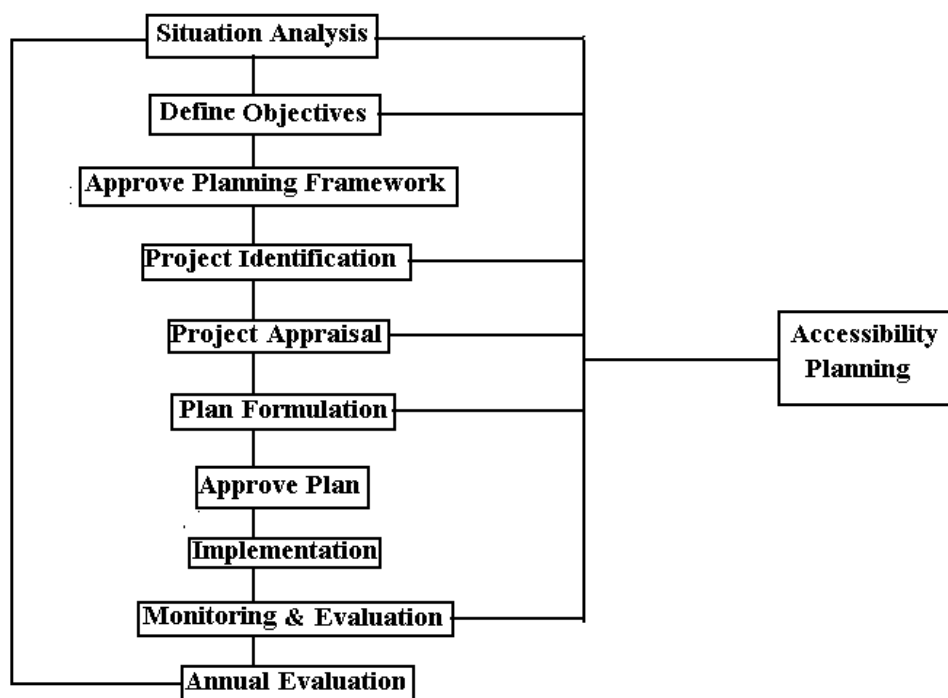 Situation Analysis
Define Objectives
Approve Planning Framework
Project Identification
Project Appraisal
Plan Formulation
Approve Plan
Implementation
Monitoring & Evaluation
Annual Evaluation
Accessibility
Planning